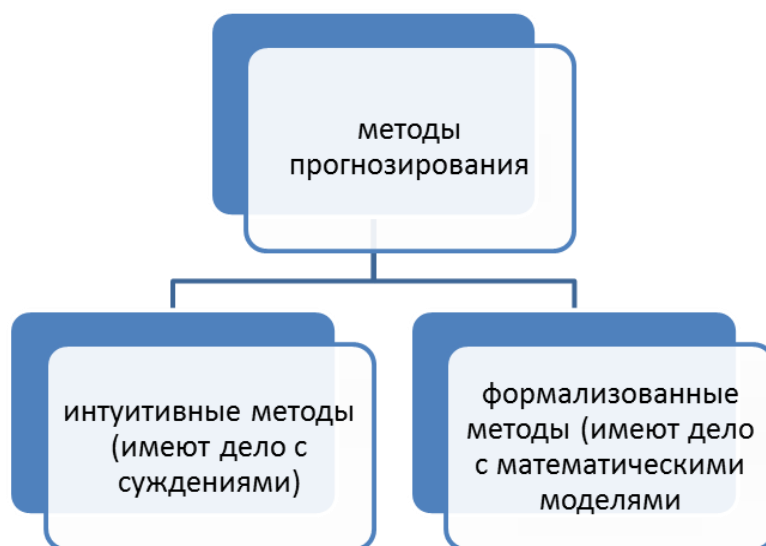 методы
прогнозирования
интуитивные методы
(имеют дело с
суждениями)
формализованные
методы (имеют дело
с математическими
моделями